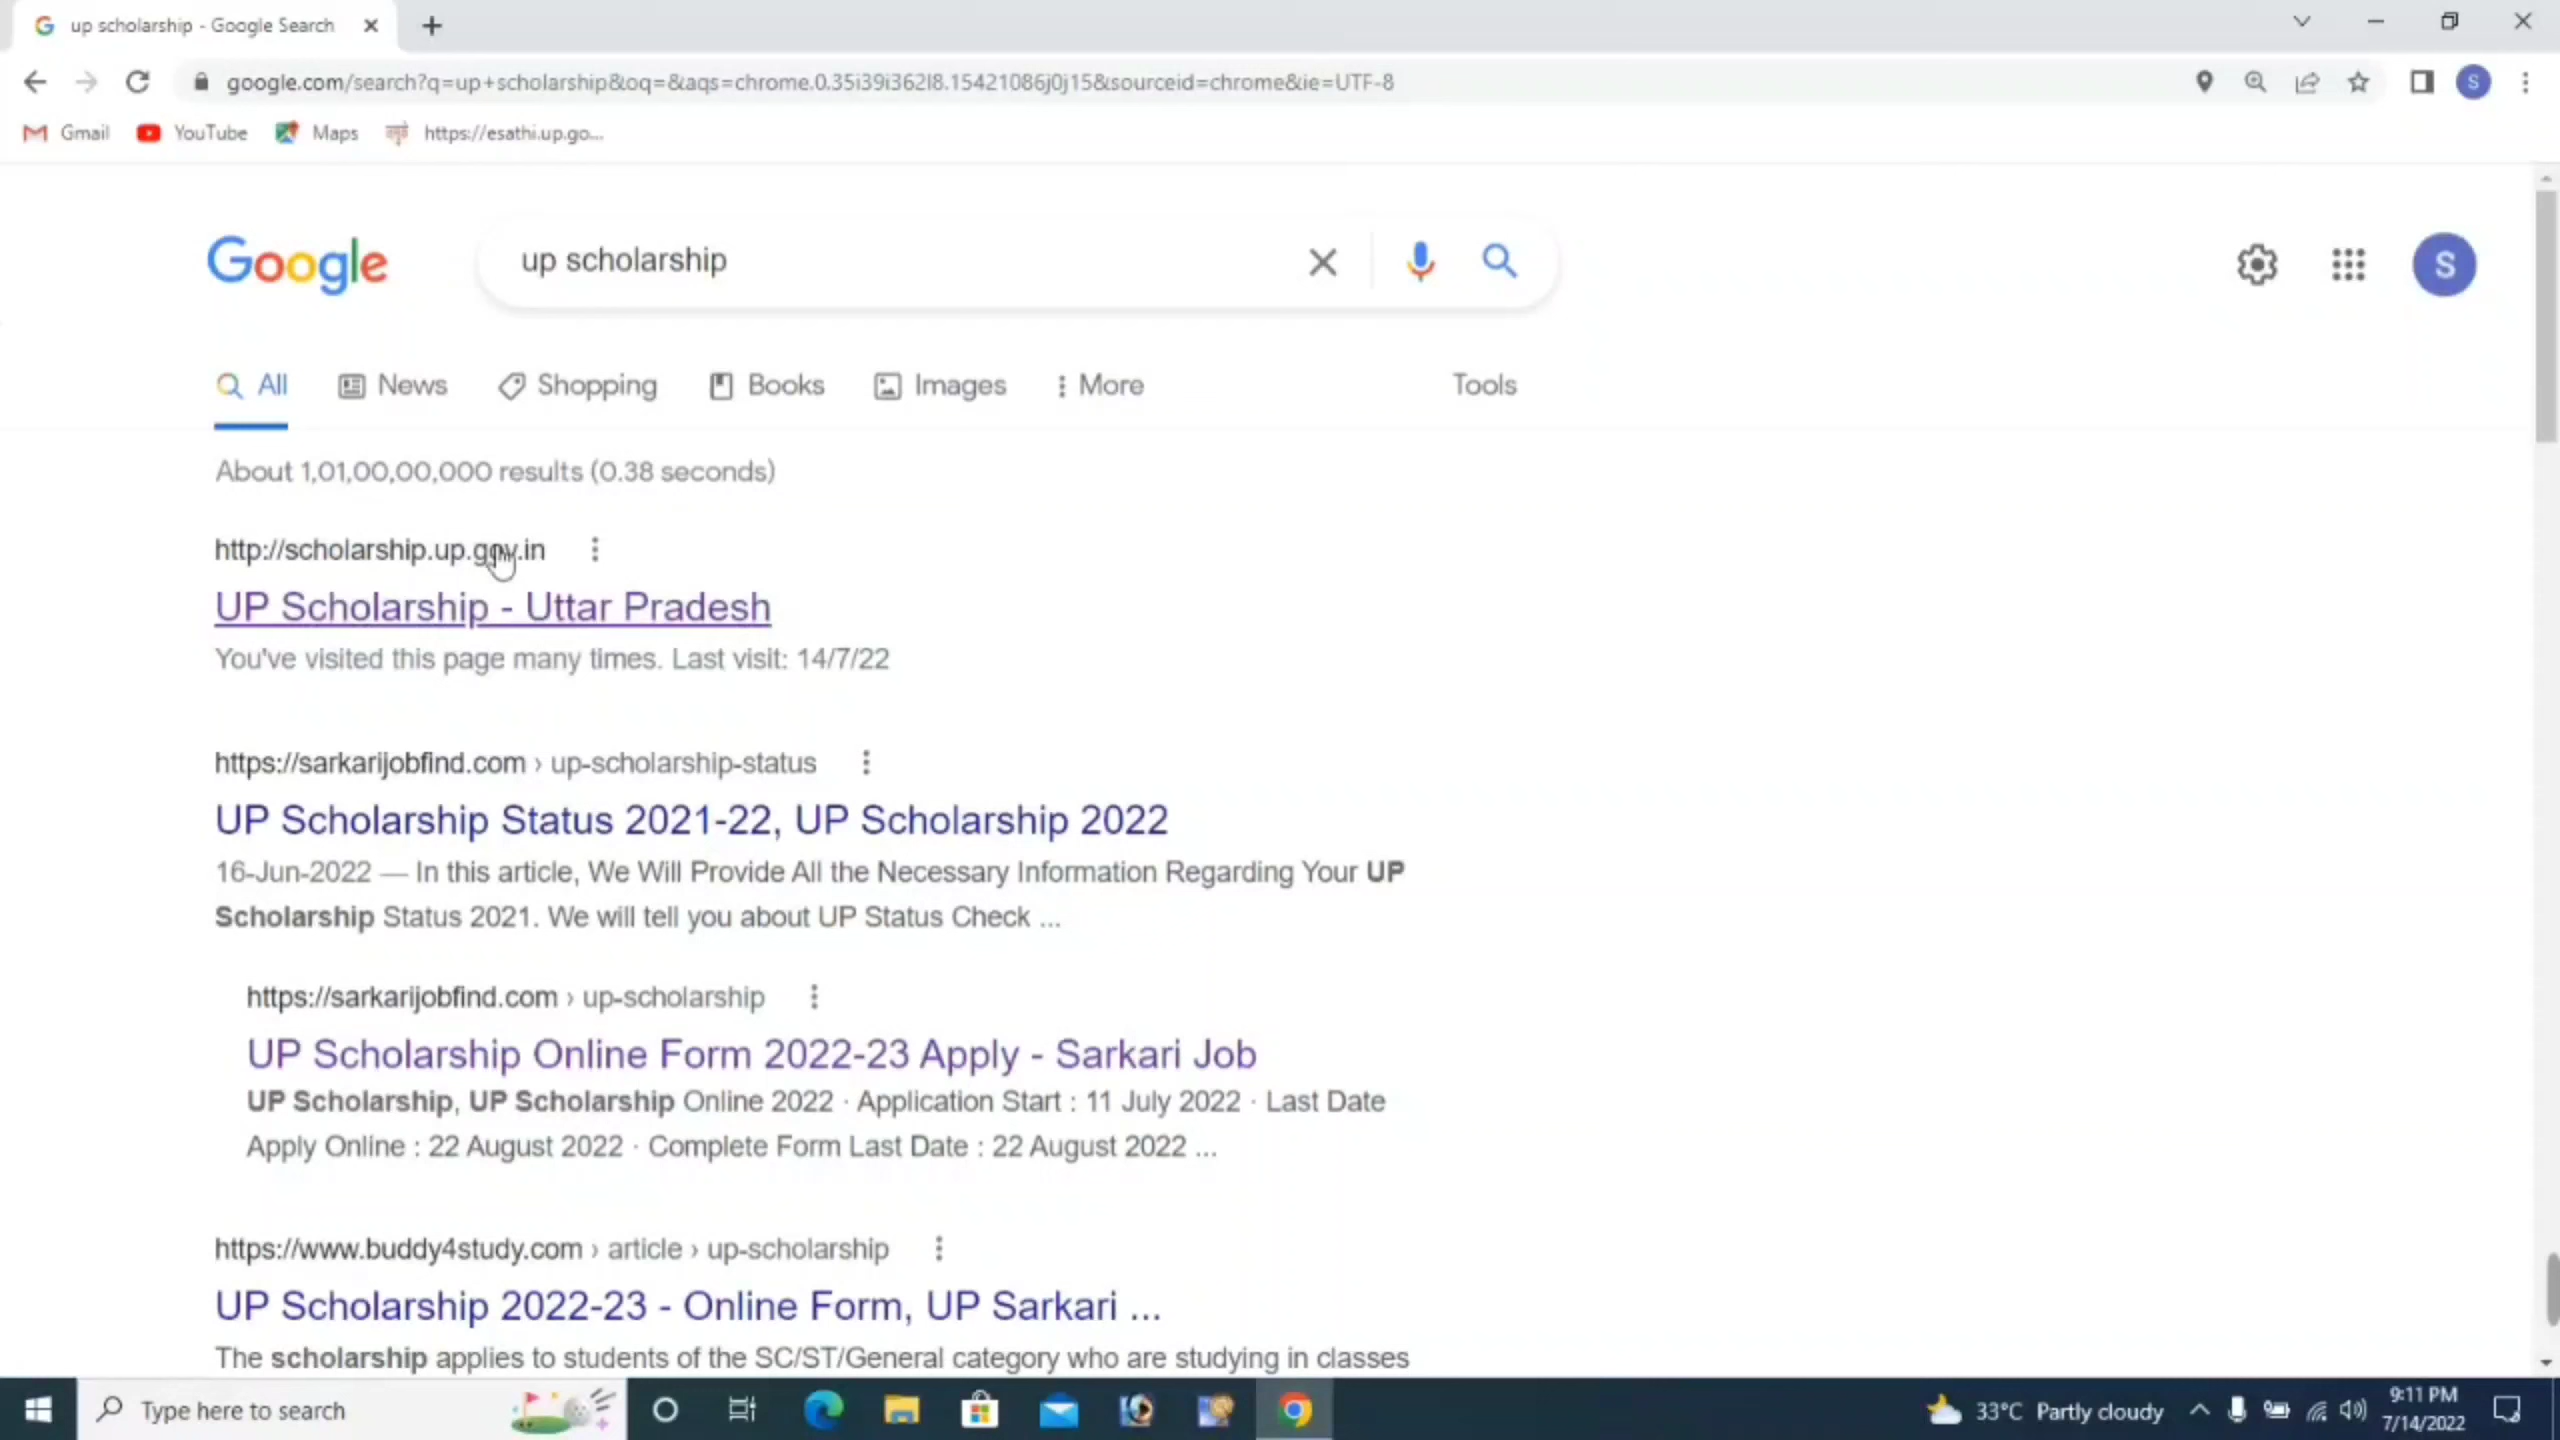 up scholarship - Google Search
google.com/search?q=up+scholarship&oq=&aqs=chrome.0.35i39i362l8.15421086j0j15&sourceid=chrome&ie=UTF-8
S
Gmail YouTube Maps https://esathi.up.go...
Google up scholarship S
All News Shopping Books Images More Tools
About 1,01,00,00,000 results (0.38 seconds)
http://scholarship.up.gov.in
UP Scholarship - Uttar Pradesh
You've visited this page many times. Last visit: 14/7/22
https://sarkarijobfind.com › up-scholarship-status
UP Scholarship Status 2021-22, UP Scholarship 2022
16-Jun-2022 — In this article, We Will Provide All the Necessary Information Regarding Your UP
Scholarship Status 2021. We will tell you about UP Status Check ...
https://sarkarijobfind.com › up-scholarship
UP Scholarship Online Form 2022-23 Apply - Sarkari Job
UP Scholarship, UP Scholarship Online 2022 · Application Start : 11 July 2022 · Last Date
Apply Online : 22 August 2022 · Complete Form Last Date : 22 August 2022 ...
https://www.buddy4study.com › article › up-scholarship
UP Scholarship 2022-23 - Online Form, UP Sarkari ...
The scholarship applies to students of the SC/ST/General category who are studying in classes
Type here to search
33°C Partly cloudy
9:11 PM
7/14/2022